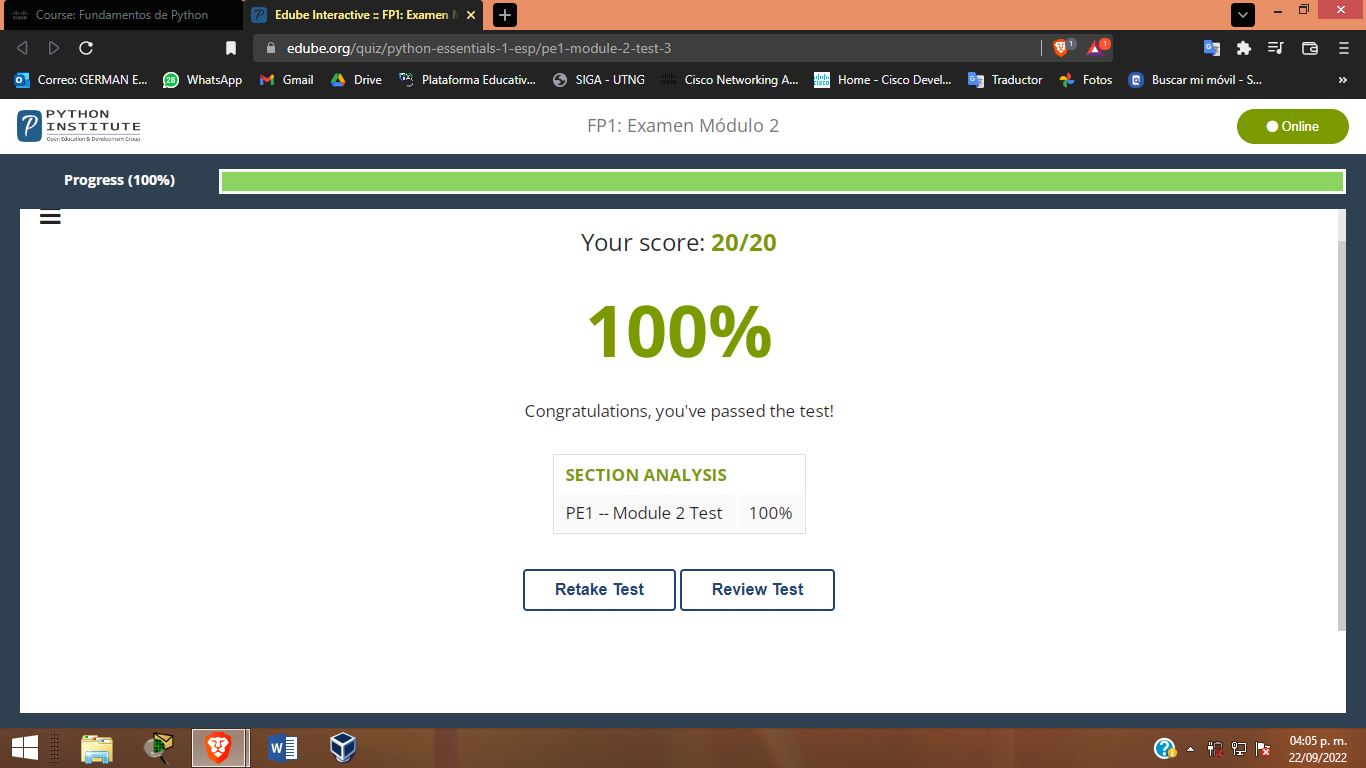 Course: Fundamentos de Python
Edube Interactive :: FP1: Examen M
edube.org/quiz/python-essentials-1-esp/pe1-module-2-test-3
1
1
Correo: GERMAN E...
28
WhatsApp
Gmail
Drive
Plataforma Educativ...
SIGA - UTNG
Cisco Networking A...
Home - Cisco Devel...
Traductor
Fotos
Buscar mi móvil - S...
»
PYTHON
INSTITUTE
Open Education & Development Group
FP1: Examen Módulo 2
Online
Progress (100%)
Your score: 20/20
100%
Congratulations, you've passed the test!
SECTION ANALYSIS
PE1 -- Module 2 Test 100%
Retake Test
Review Test
04:05 p. m.
22/09/2022